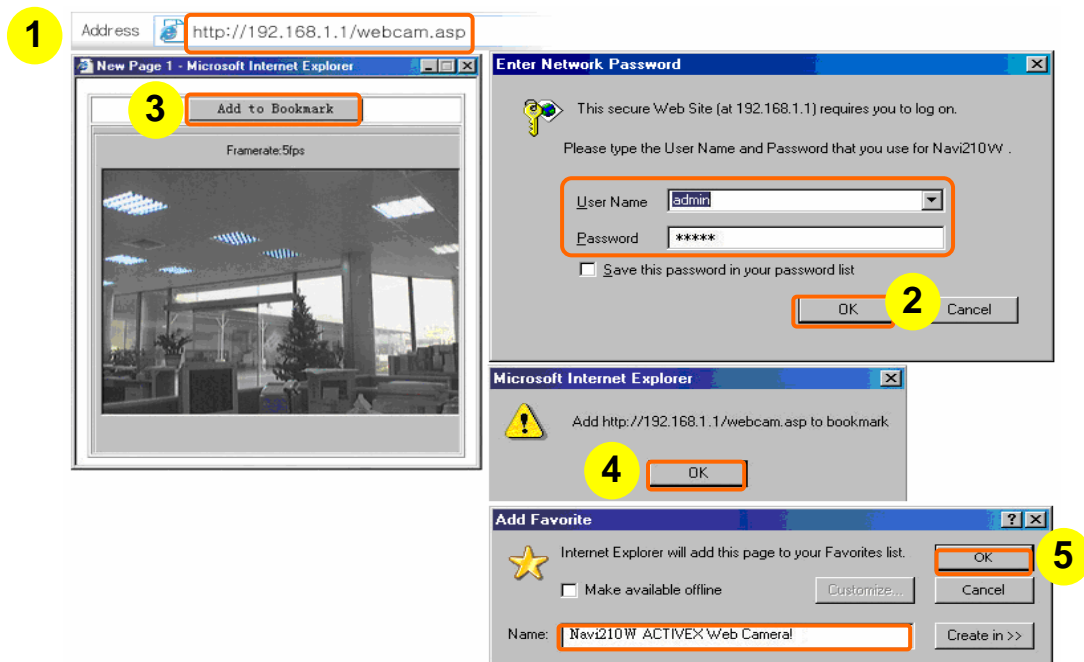 1
Address http://192.168.1.1/webcam.asp
New Page 1 - Microsoft Internet Explorer
3
Add to Bookmark
Framerate:5fps
Enter Network Password
This secure Web Site (at 192.168.1.1) requires you to log on.
Please type the User Name and Password that you use for Navi210W .
User Name admin
Password *****
Save this password in your password list
OK 2 Cancel
Microsoft Internet Explorer
Add http://192.168.1.1/webcam.asp to bookmark
4 OK
Add Favorite
Internet Explorer will add this page to your Favorites list. OK 5
Make available offline Customize... Cancel
Name: Navi210W ACTIVEX Web Camera! Create in >>